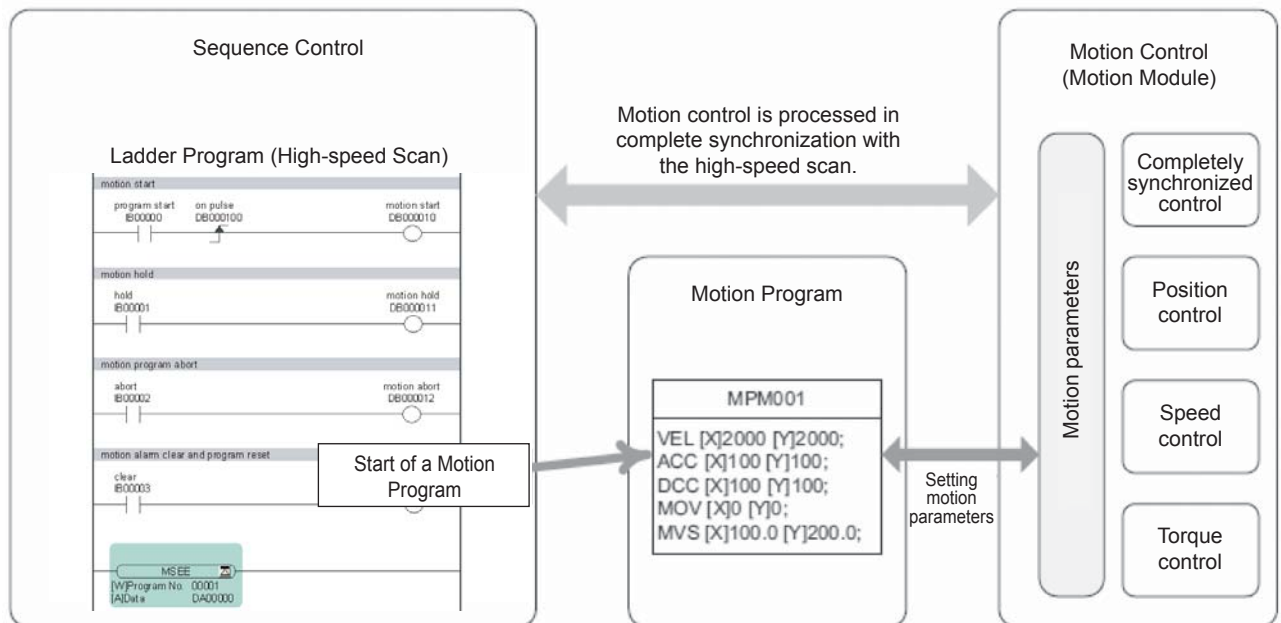 Sequence Control
Ladder Program (High-speed Scan)
motion start
program start
IB00000
on pulse
DB000100
motion start
DB000010
motion hold
hold
IB00001
motion hold
DB000011
motion program abort
abort
IB00002
motion abort
DB000012
motion alarm clear and program reset
clear
IB00003
Start of a Motion
Program
MSEE
[W]Program No. 00001
[A]Data DA00000
Motion control is processed in
complete synchronization with
the high-speed scan.
Motion Program
MPM001
VEL [X]2000 [Y]2000;
ACC [X]100 [Y]100;
DCC [X]100 [Y]100;
MOV [X]0 [Y]0;
MVS [X]100.0 [Y]200.0;
Setting
motion
parameters
Motion Control
(Motion Module)
Motion parameters
Completely
synchronized
control
Position
control
Speed
control
Torque
control